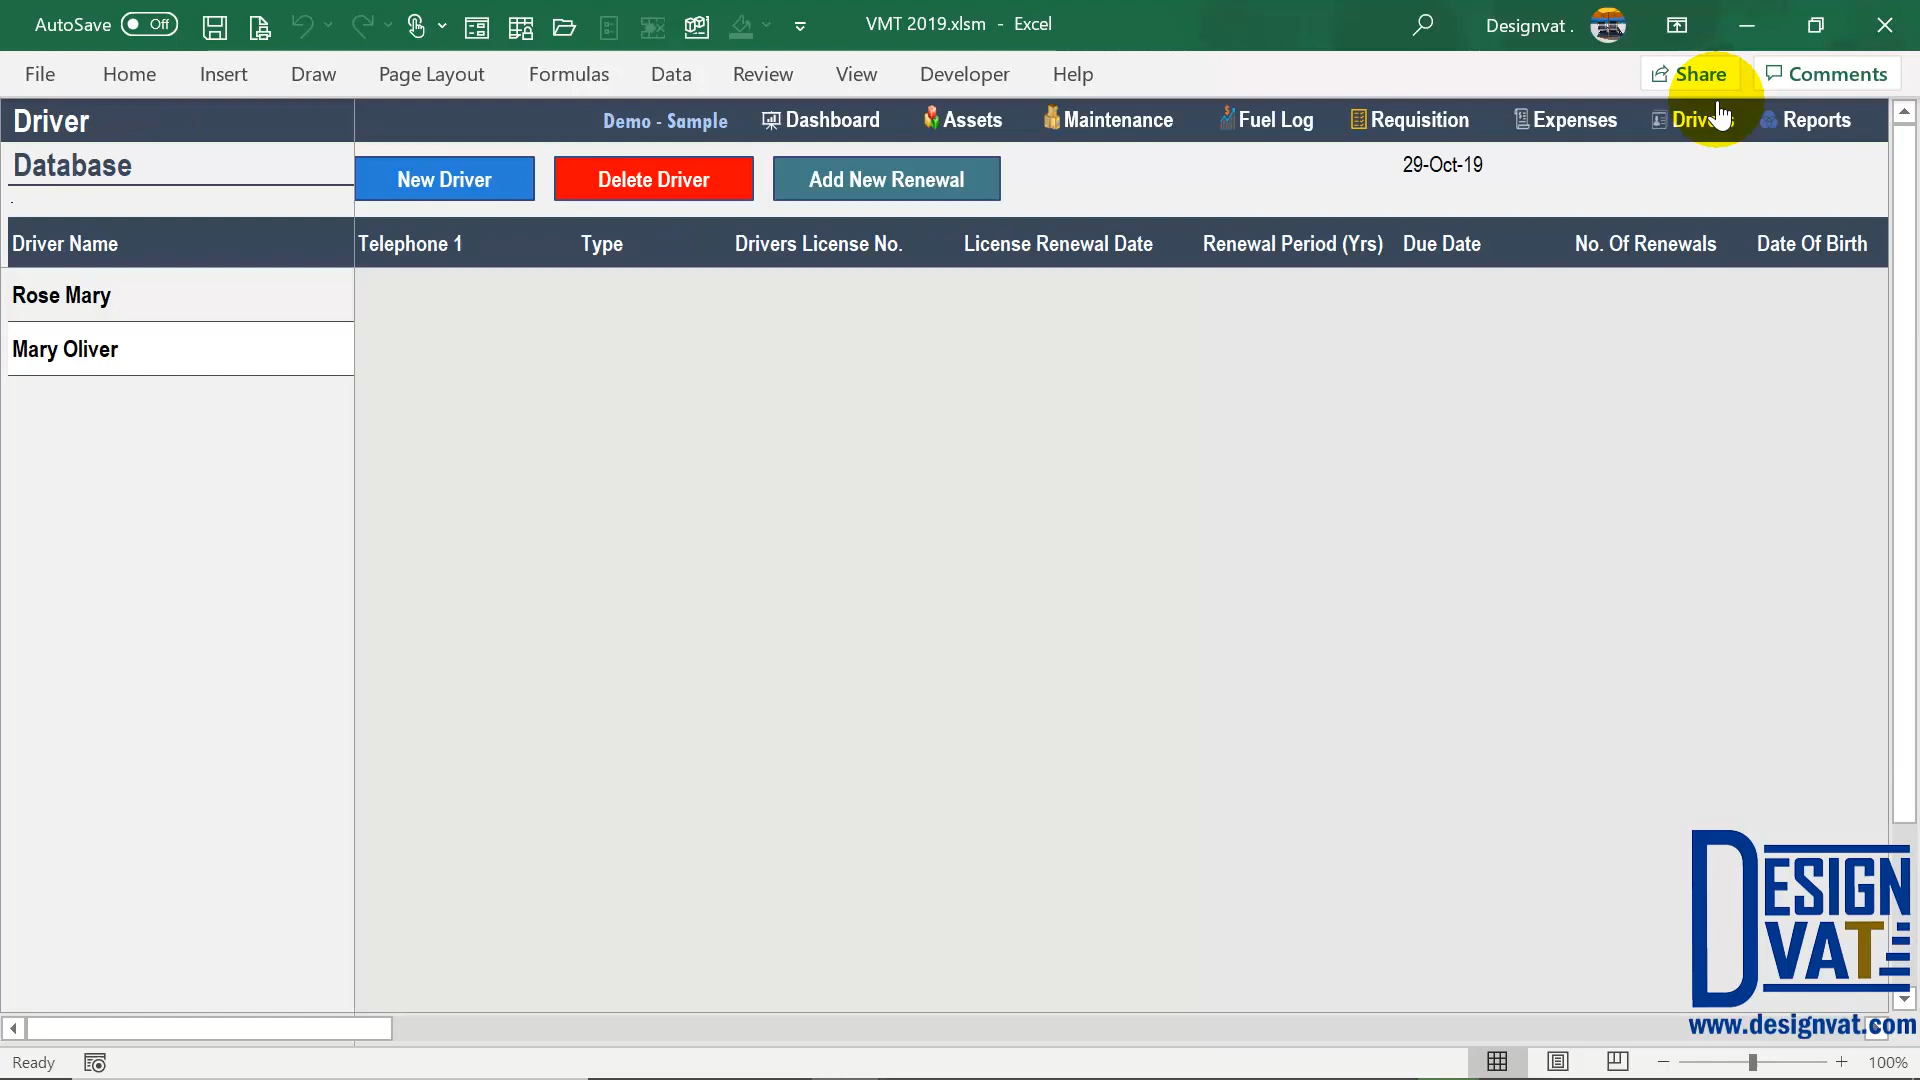 AutoSave Off VMT 2019.xlsm - Excel Designvat .
File Home Insert Draw Page Layout Formulas Data Review View Developer Help Share Comments
Driver Demo - Sample Dashboard Assets Maintenance Fuel Log Requisition Expenses Reports
Database
New Driver Delete Driver Add New Renewal 29-Oct-19
.
Driver Name Telephone 1 Type Drivers License No. License Renewal Date Renewal Period (Yrs) Due Date No. Of Renewals Date Of Birth
Rose Mary
Mary Oliver
DESIGN
VAT
www.designvat.com
Ready 100%